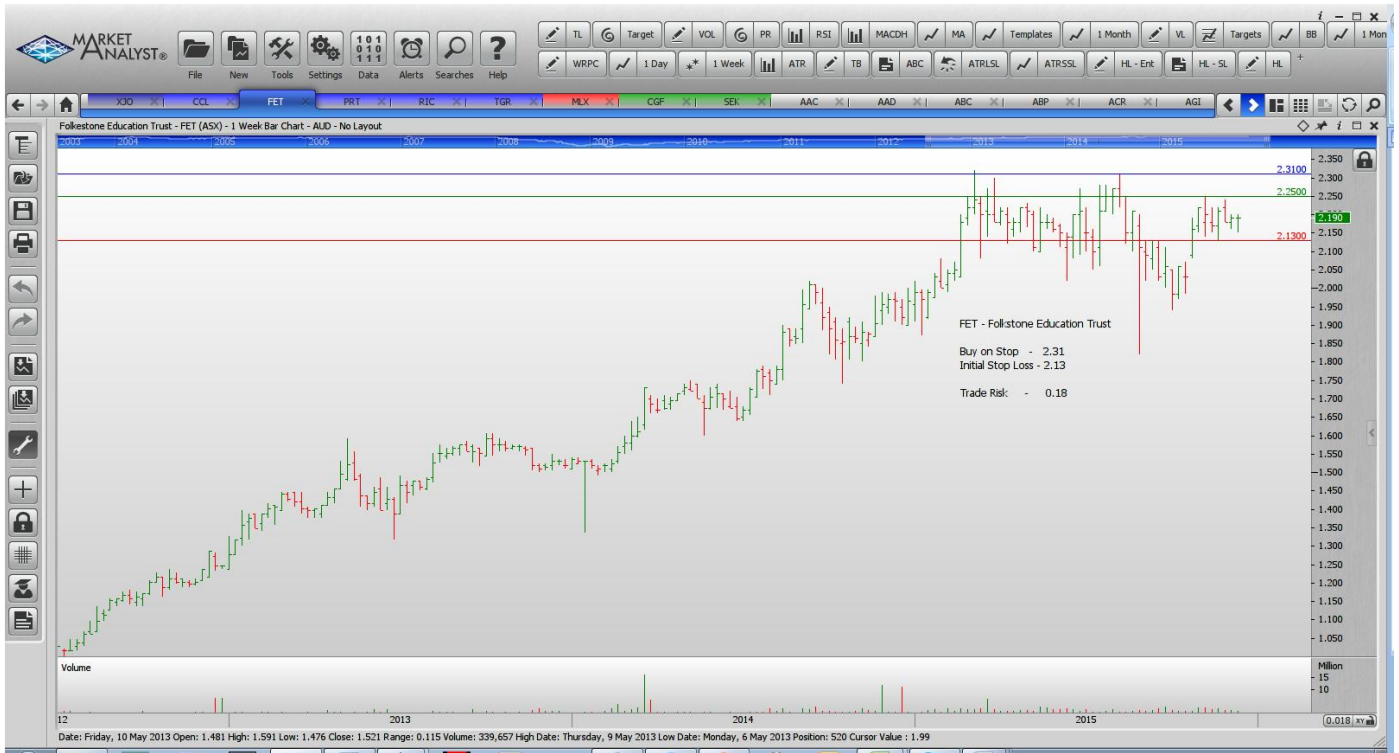 i
MARKET
ANALYST®
File New Tools Settings Data Alerts Searches Help
TL Target VOL PR RSI MACDH MA Templates 1 Month VL Targets BB 1 Mon
WRPC 1 Day 1 Week ATR TB ABC ATRLSL ATRSSL HL - Ent HL - SL HL +
XJO CCL FET PRT RIC TGR MLX CGF SEK AAC AAD ABC ABP ACR AGI
Folkestone Education Trust - FET (ASX) - 1 Week Bar Chart - AUD - No Layout
2003 2004 2005 2006 2007 2008 2009 2010 2011 2012 2013 2014 2015
2.3100
2.2500
2.1300
2.350
2.300
2.250
2.190
2.150
2.100
2.050
2.000
1.950
1.900
1.850
1.800
1.750
1.700
1.650
1.600
1.550
1.500
1.450
1.400
1.350
1.300
1.250
1.200
1.150
1.100
1.050
FET - Folkstone Education Trust
Buy on Stop - 2.31
Initial Stop Loss - 2.13
Trade Risk - 0.18
Volume
Million
15
10
12 2013 2014 2015
0.018 XY
Date: Friday, 10 May 2013 Open: 1.481 High: 1.591 Low: 1.476 Close: 1.521 Range: 0.115 Volume: 339,657 High Date: Thursday, 9 May 2013 Low Date: Monday, 6 May 2013 Position: 520 Cursor Value : 1.99